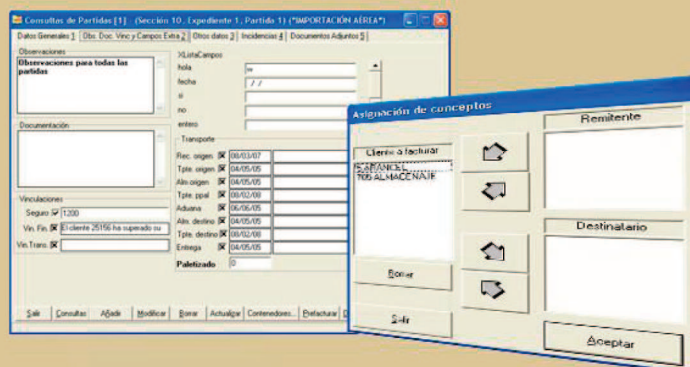 Consultas de Partidas [1] (Sección 10, Expediente 1, Partida 1) (*IMPORTACIÓN AÉREA*)
Datos Generales 1 Obs. Doc. Vinc y Campos Extra 2 Otros datos 3 Incidencias 4 Documentos Adjuntos 5
Observaciones
Observaciones para todas las
partidas
XListaCampos
hola
fecha / /
si
no
entero
Documentación
Transporte
Rec. origen 08/03/07
Tpte. origen 04/05/05
Alm origen 04/05/05
Tpte. ppal 08/02/08
Aduana 06/06/05
Alm. destino 04/05/05
Tpte. destino 08/02/08
Entrega 04/05/05
Paletizado 0
Vinculaciones
Seguro 1200
Vin. Fin. El cliente 25156 ha superado su
Vin.Trans.
Salir Consultas Añadir Modificar Borrar Actualizar Contenedores... Prefacturar
Asignación de conceptos
Cliente a facturar
ARANCEL
705 ALMACENAJE
Borrar
Salir
Remitente
Destinatario
Aceptar